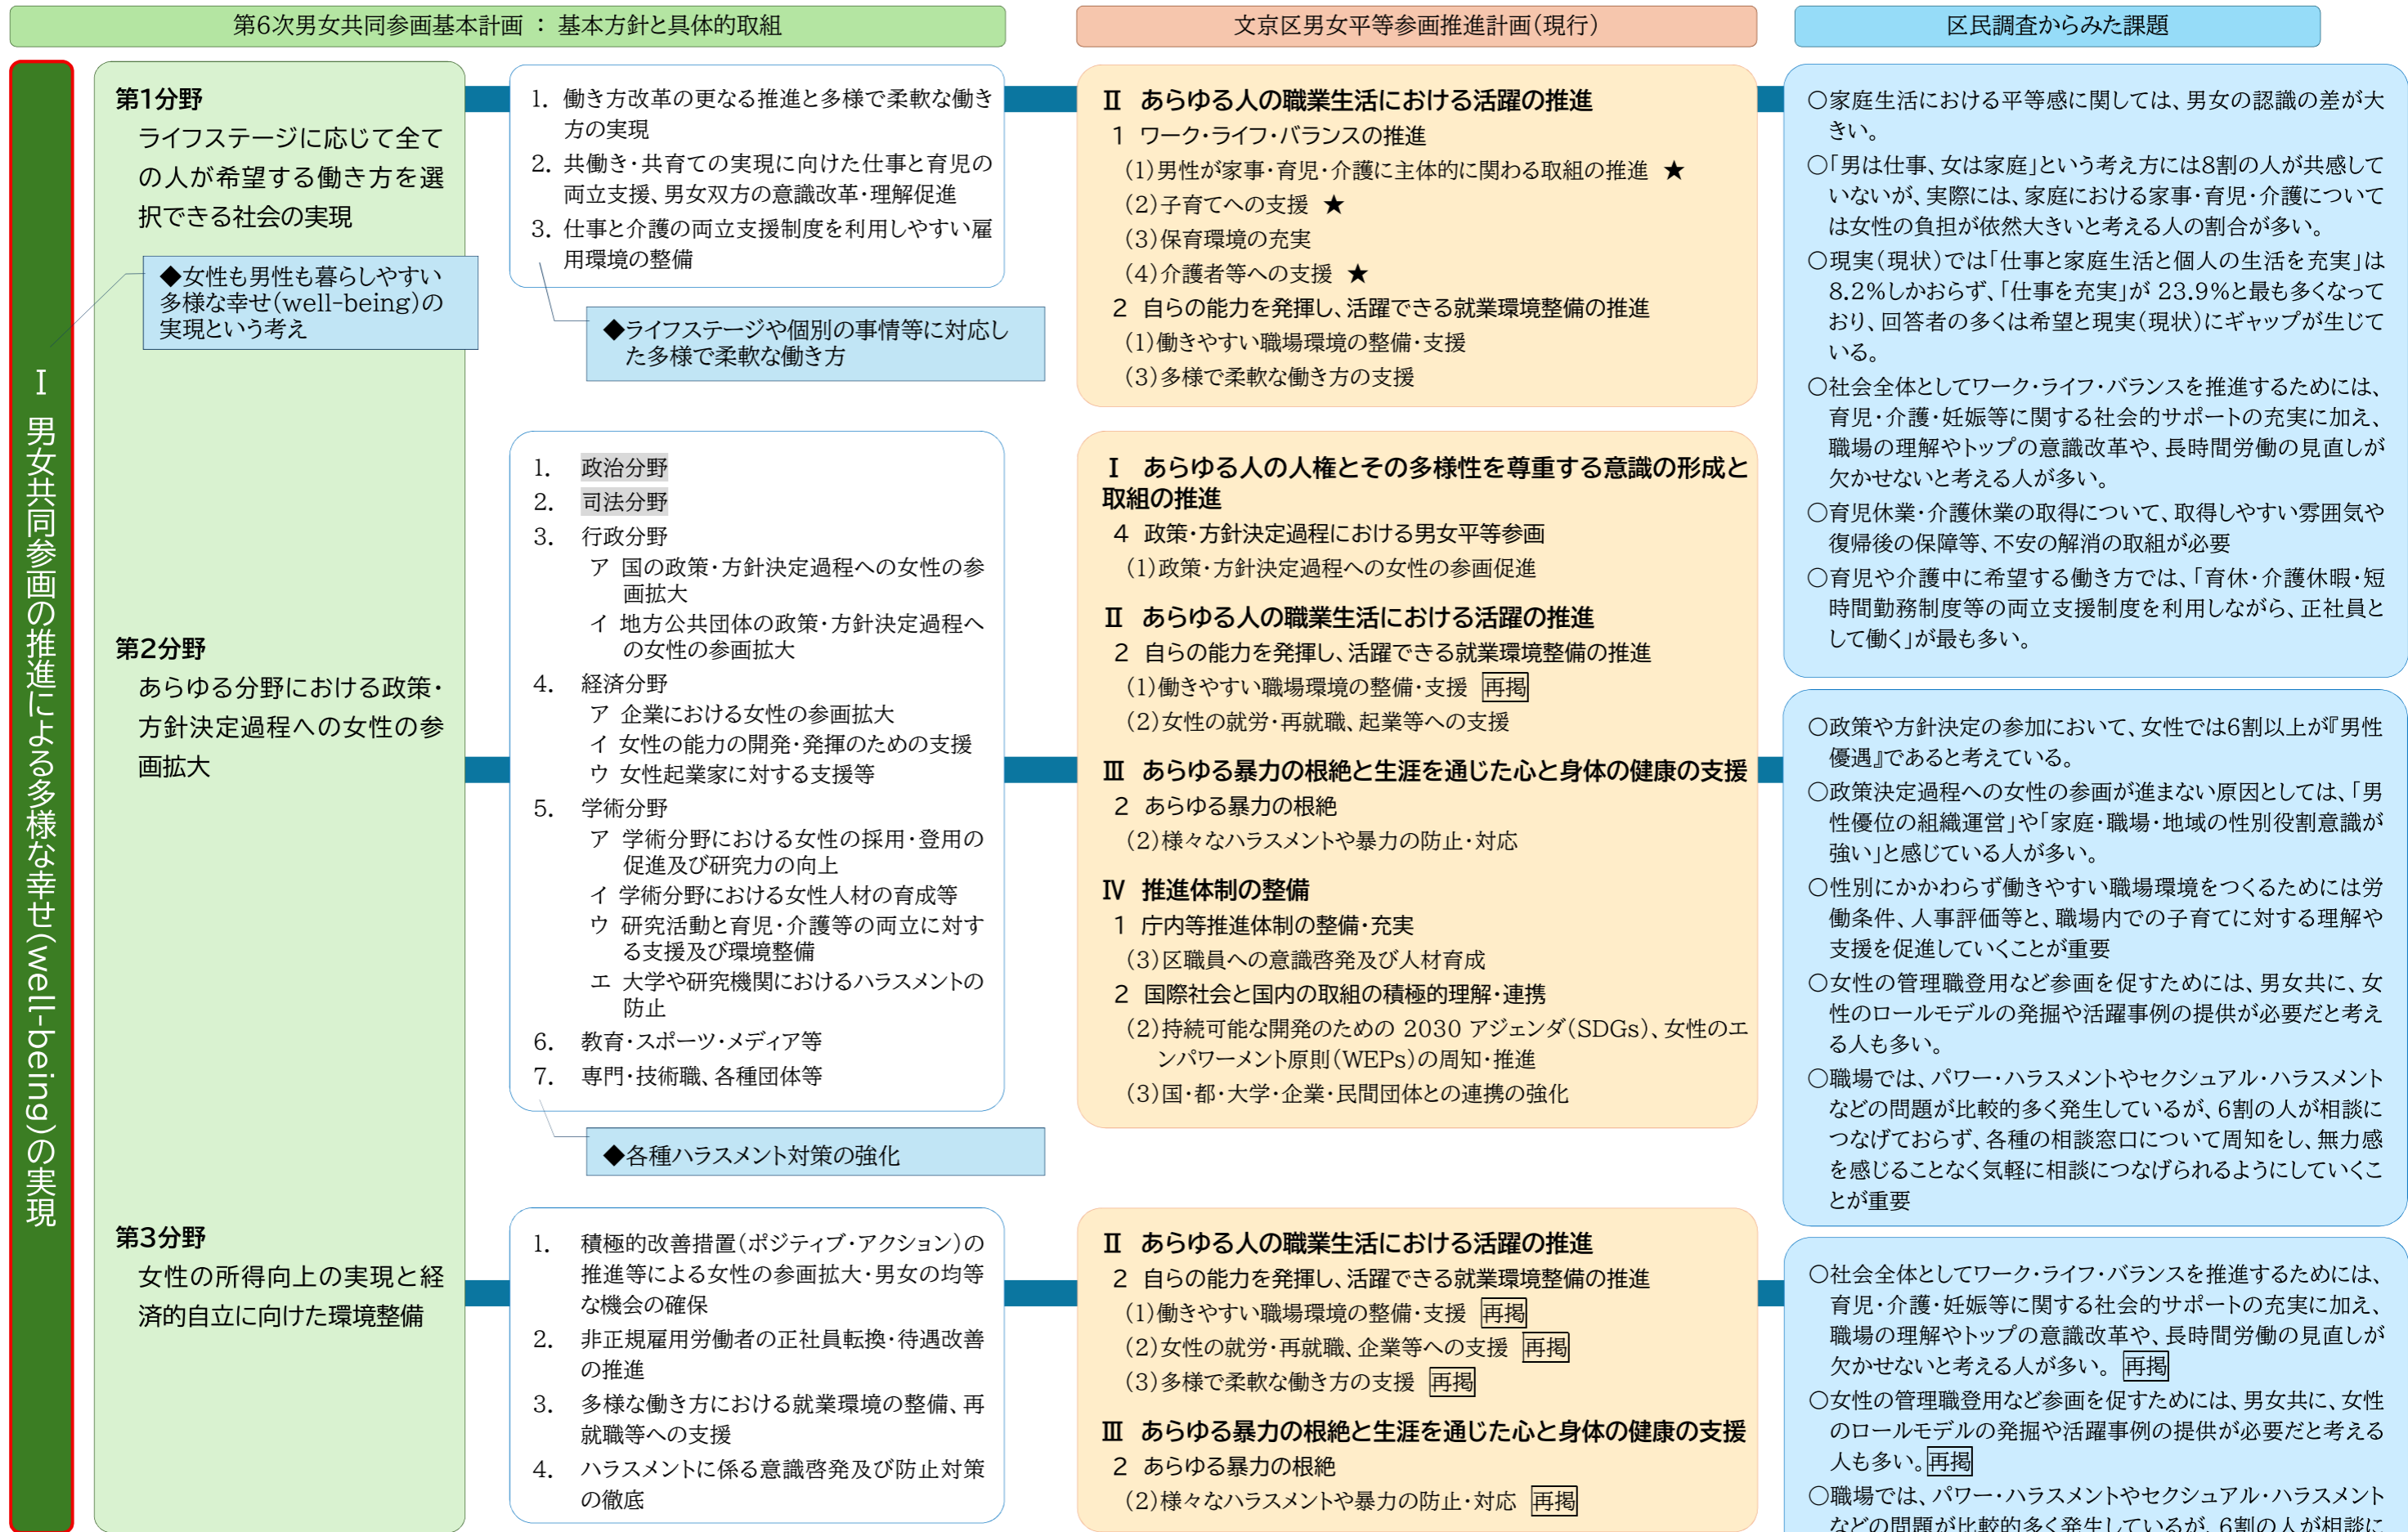 第6次男女共同参画基本計画 : 基本方針と具体的取組
文京区男女平等参画推進計画(現行)
区民調査からみた課題
Ⅰ 男女共同参画の推進による多様な幸せ(well-being)の実現
第1分野
ライフステージに応じて全て
の人が希望する働き方を選
択できる社会の実現
◆女性も男性も暮らしやすい
多様な幸せ(well-being)の
実現という考え
1. 働き方改革の更なる推進と多様で柔軟な働き
方の実現
2. 共働き・共育ての実現に向けた仕事と育児の
両立支援、男女双方の意識改革・理解促進
3. 仕事と介護の両立支援制度を利用しやすい雇
用環境の整備
◆ライフステージや個別の事情等に対応し
た多様で柔軟な働き方
Ⅱ あらゆる人の職業生活における活躍の推進
1 ワーク・ライフ・バランスの推進
(1)男性が家事・育児・介護に主体的に関わる取組の推進 ★
(2)子育てへの支援 ★
(3)保育環境の充実
(4)介護者等への支援 ★
2 自らの能力を発揮し、活躍できる就業環境整備の推進
(1)働きやすい職場環境の整備・支援
(3)多様で柔軟な働き方の支援
○家庭生活における平等感に関しては、男女の認識の差が大
きい。
○「男は仕事、女は家庭」という考え方には8割の人が共感して
いないが、実際には、家庭における家事・育児・介護について
は女性の負担が依然大きいと考える人の割合が多い。
○現実(現状)では「仕事と家庭生活と個人の生活を充実」は
8.2%しかおらず、「仕事を充実」が 23.9%と最も多くなって
おり、回答者の多くは希望と現実(現状)にギャップが生じて
いる。
○社会全体としてワーク・ライフ・バランスを推進するためには、
育児・介護・妊娠等に関する社会的サポートの充実に加え、
職場の理解やトップの意識改革や、長時間労働の見直しが
欠かせないと考える人が多い。
○育児休業・介護休業の取得について、取得しやすい雰囲気や
復帰後の保障等、不安の解消の取組が必要
○育児や介護中に希望する働き方では、「育休・介護休暇・短
時間勤務制度等の両立支援制度を利用しながら、正社員と
して働く」が最も多い。
第2分野
あらゆる分野における政策・
方針決定過程への女性の参
画拡大
1. 政治分野
2. 司法分野
3. 行政分野
ア 国の政策・方針決定過程への女性の参
画拡大
イ 地方公共団体の政策・方針決定過程へ
の女性の参画拡大
4. 経済分野
ア 企業における女性の参画拡大
イ 女性の能力の開発・発揮のための支援
ウ 女性起業家に対する支援等
5. 学術分野
ア 学術分野における女性の採用・登用の
促進及び研究力の向上
イ 学術分野における女性人材の育成等
ウ 研究活動と育児・介護等の両立に対す
る支援及び環境整備
エ 大学や研究機関におけるハラスメントの
防止
6. 教育・スポーツ・メディア等
7. 専門・技術職、各種団体等
◆各種ハラスメント対策の強化
Ⅰ あらゆる人の人権とその多様性を尊重する意識の形成と
取組の推進
4 政策・方針決定過程における男女平等参画
(1)政策・方針決定過程への女性の参画促進
Ⅱ あらゆる人の職業生活における活躍の推進
2 自らの能力を発揮し、活躍できる就業環境整備の推進
(1)働きやすい職場環境の整備・支援 再掲
(2)女性の就労・再就職、起業等への支援
Ⅲ あらゆる暴力の根絶と生涯を通じた心と身体の健康の支援
2 あらゆる暴力の根絶
(2)様々なハラスメントや暴力の防止・対応
Ⅳ 推進体制の整備
1 庁内等推進体制の整備・充実
(3)区職員への意識啓発及び人材育成
2 国際社会と国内の取組の積極的理解・連携
(2)持続可能な開発のための 2030 アジェンダ(SDGs)、女性のエ
ンパワーメント原則(WEPs)の周知・推進
(3)国・都・大学・企業・民間団体との連携の強化
○政策や方針決定の参加において、女性では6割以上が『男性
優遇』であると考えている。
○政策決定過程への女性の参画が進まない原因としては、「男
性優位の組織運営」や「家庭・職場・地域の性別役割意識が
強い」と感じている人が多い。
○性別にかかわらず働きやすい職場環境をつくるためには労
働条件、人事評価等と、職場内での子育てに対する理解や
支援を促進していくことが重要
○女性の管理職登用など参画を促すためには、男女共に、女
性のロールモデルの発掘や活躍事例の提供が必要だと考え
る人も多い。
○職場では、パワー・ハラスメントやセクシュアル・ハラスメント
などの問題が比較的多く発生しているが、6割の人が相談に
つなげておらず、各種の相談窓口について周知をし、無力感
を感じることなく気軽に相談につなげられるようにしていくこ
とが重要
第3分野
女性の所得向上の実現と経
済的自立に向けた環境整備
1. 積極的改善措置(ポジティブ・アクション)の
推進等による女性の参画拡大・男女の均等
な機会の確保
2. 非正規雇用労働者の正社員転換・待遇改善
の推進
3. 多様な働き方における就業環境の整備、再
就職等への支援
4. ハラスメントに係る意識啓発及び防止対策
の徹底
Ⅱ あらゆる人の職業生活における活躍の推進
2 自らの能力を発揮し、活躍できる就業環境整備の推進
(1)働きやすい職場環境の整備・支援 再掲
(2)女性の就労・再就職、企業等への支援 再掲
(3)多様で柔軟な働き方の支援 再掲
Ⅲ あらゆる暴力の根絶と生涯を通じた心と身体の健康の支援
2 あらゆる暴力の根絶
(2)様々なハラスメントや暴力の防止・対応 再掲
○社会全体としてワーク・ライフ・バランスを推進するためには、
育児・介護・妊娠等に関する社会的サポートの充実に加え、
職場の理解やトップの意識改革や、長時間労働の見直しが
欠かせないと考える人が多い。 再掲
○女性の管理職登用など参画を促すためには、男女共に、女性
のロールモデルの発掘や活躍事例の提供が必要だと考える
人も多い。再掲
○職場では、パワー・ハラスメントやセクシュアル・ハラスメント
などの問題が比較的多く発生しているが、6割の人が相談に